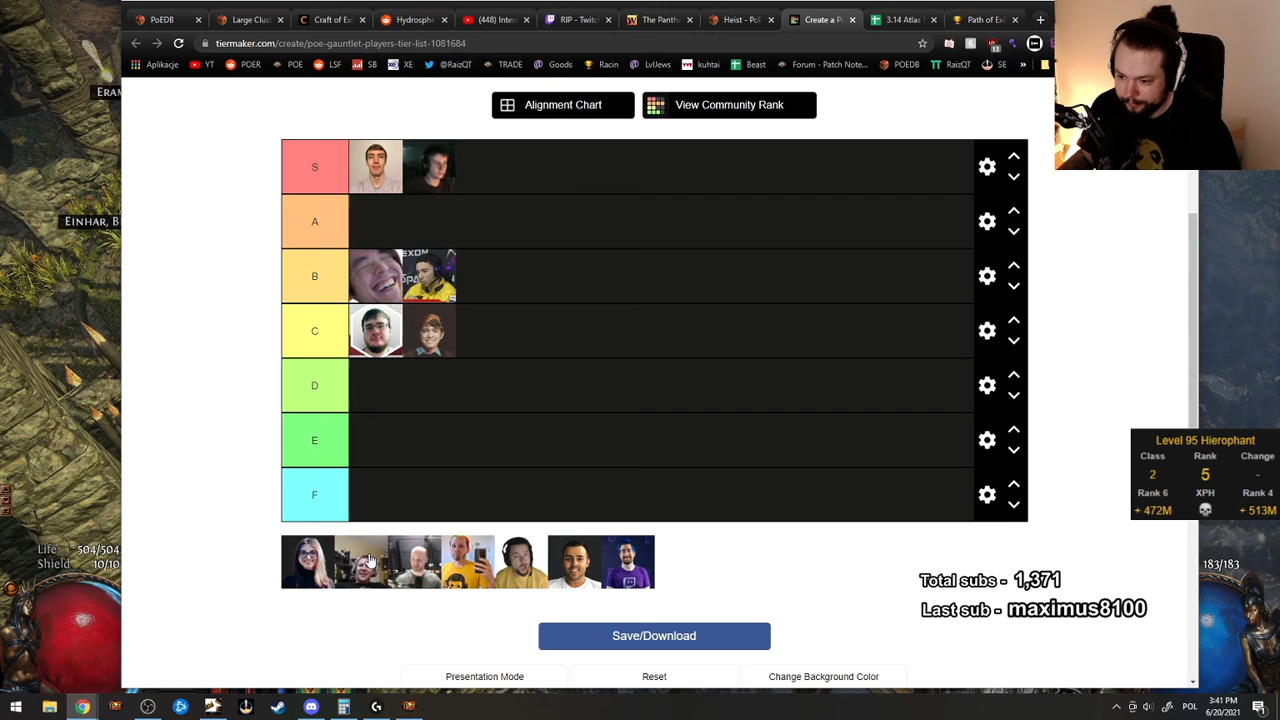 PoEDB
Large Clust
Craft of Ex
Hydrosphe
(448) Inter
RIP - Twitc
The Panthe
Heist - PoE
Create a P
3.14 Atlas
Path of Exi
tiermaker.com/create/poe-gauntlet-players-tier-list-1081684
Aplikacje
YT
POER
POE
LSF
SB
XE
@RaizQT
TRADE
Goods
Racin
LvlJews
kuhtai
Beast
Forum - Patch Note...
POEDB
RaizQT
SE
Alignment Chart
View Community Rank
EINHAR, B
S
A
B
C
D
E
F
Level 95 Hierophant
Class Rank Change
2 5 -
Rank 6 XPH Rank 4
+ 472M + 513M
Life 504/504
Shield 10/10
183/183
Total subs - 1,371
Last sub - maximus8100
Save/Download
Presentation Mode
Reset
Change Background Color
POL
3:41 PM
6/20/2021